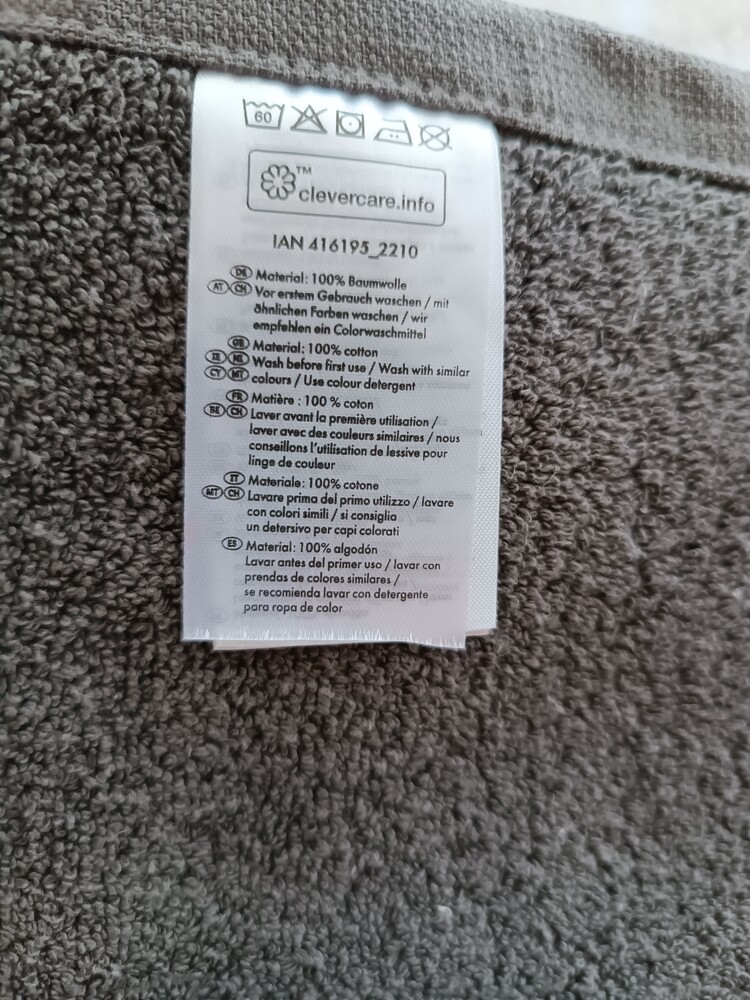 60
™
clevercare.info
IAN 416195_2210
DE Material: 100% Baumwolle
AT CH Vor erstem Gebrauch waschen / mit
ähnlichen Farben waschen / wir
empfehlen ein Colorwaschmittel
GB Material: 100% cotton
IE NI Wash before first use / Wash with similar
CY MT colours / Use colour detergent
FR Matière : 100 % coton
BE CH Laver avant la première utilisation /
laver avec des couleurs similaires / nous
conseillons l'utilisation de lessive pour
linge de couleur
IT Materiale: 100% cotone
MT CH Lavare prima del primo utilizzo / lavare
con colori simili / si consiglia
un detersivo per capi colorati
ES Material: 100% algodón
Lavar antes del primer uso / lavar con
prendas de colores similares /
se recomienda lavar con detergente
para ropa de color